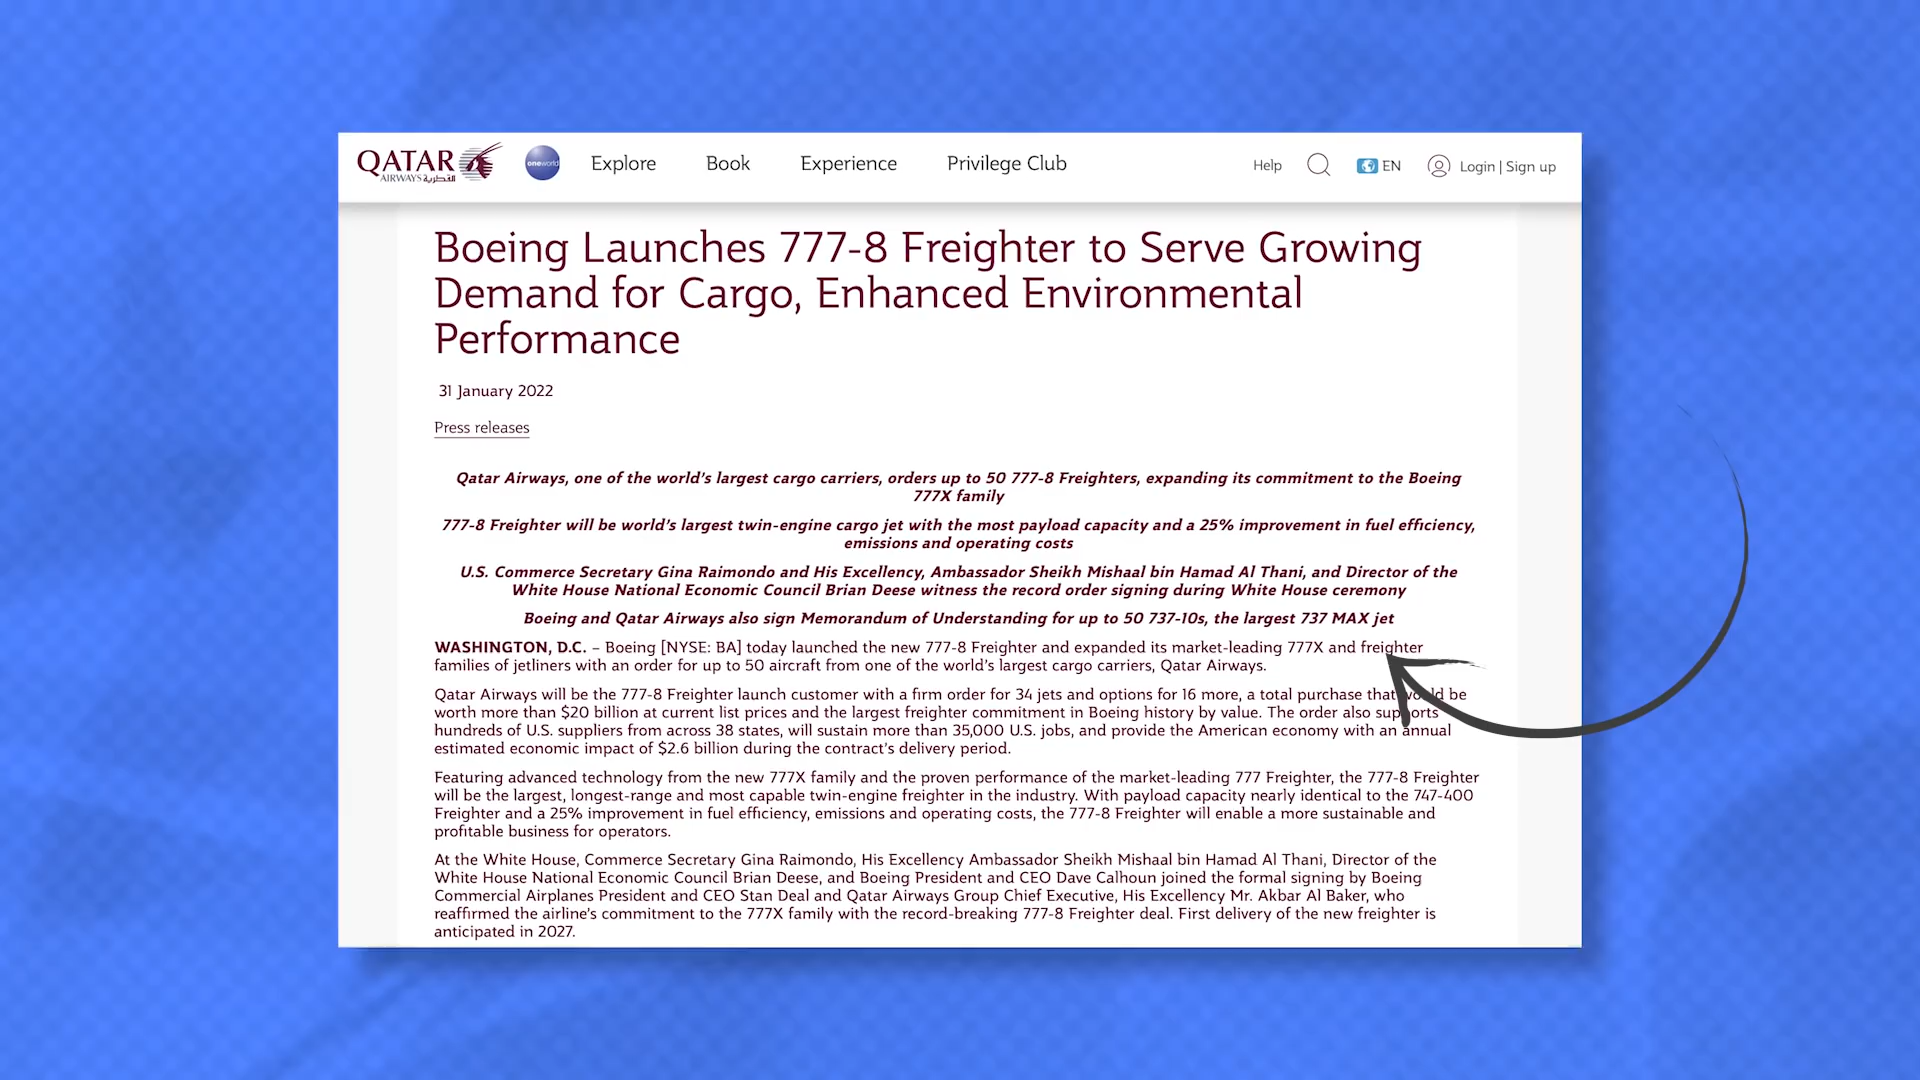 QATAR
AIRWAYS القطرية
oneworld
Explore
Book
Experience
Privilege Club
Help
EN
Login | Sign up
Boeing Launches 777-8 Freighter to Serve Growing
Demand for Cargo, Enhanced Environmental
Performance
31 January 2022
Press releases
Qatar Airways, one of the world's largest cargo carriers, orders up to 50 777-8 Freighters, expanding its commitment to the Boeing
777X family
777-8 Freighter will be world's largest twin-engine cargo jet with the most payload capacity and a 25% improvement in fuel efficiency,
emissions and operating costs
U.S. Commerce Secretary Gina Raimondo and His Excellency, Ambassador Sheikh Mishaal bin Hamad Al Thani, and Director of the
White House National Economic Council Brian Deese witness the record order signing during White House ceremony
Boeing and Qatar Airways also sign Memorandum of Understanding for up to 50 737-10s, the largest 737 MAX jet
WASHINGTON, D.C. – Boeing [NYSE: BA] today launched the new 777-8 Freighter and expanded its market-leading 777X and freighter
families of jetliners with an order for up to 50 aircraft from one of the world's largest cargo carriers, Qatar Airways.
Qatar Airways will be the 777-8 Freighter launch customer with a firm order for 34 jets and options for 16 more, a total purchase that would be
worth more than $20 billion at current list prices and the largest freighter commitment in Boeing history by value. The order also supports
hundreds of U.S. suppliers from across 38 states, will sustain more than 35,000 U.S. jobs, and provide the American economy with an annual
estimated economic impact of $2.6 billion during the contract's delivery period.
Featuring advanced technology from the new 777X family and the proven performance of the market-leading 777 Freighter, the 777-8 Freighter
will be the largest, longest-range and most capable twin-engine freighter in the industry. With payload capacity nearly identical to the 747-400
Freighter and a 25% improvement in fuel efficiency, emissions and operating costs, the 777-8 Freighter will enable a more sustainable and
profitable business for operators.
At the White House, Commerce Secretary Gina Raimondo, His Excellency Ambassador Sheikh Mishaal bin Hamad Al Thani, Director of the
White House National Economic Council Brian Deese, and Boeing President and CEO Dave Calhoun joined the formal signing by Boeing
Commercial Airplanes President and CEO Stan Deal and Qatar Airways Group Chief Executive, His Excellency Mr. Akbar Al Baker, who
reaffirmed the airline's commitment to the 777X family with the record-breaking 777-8 Freighter deal. First delivery of the new freighter is
anticipated in 2027.